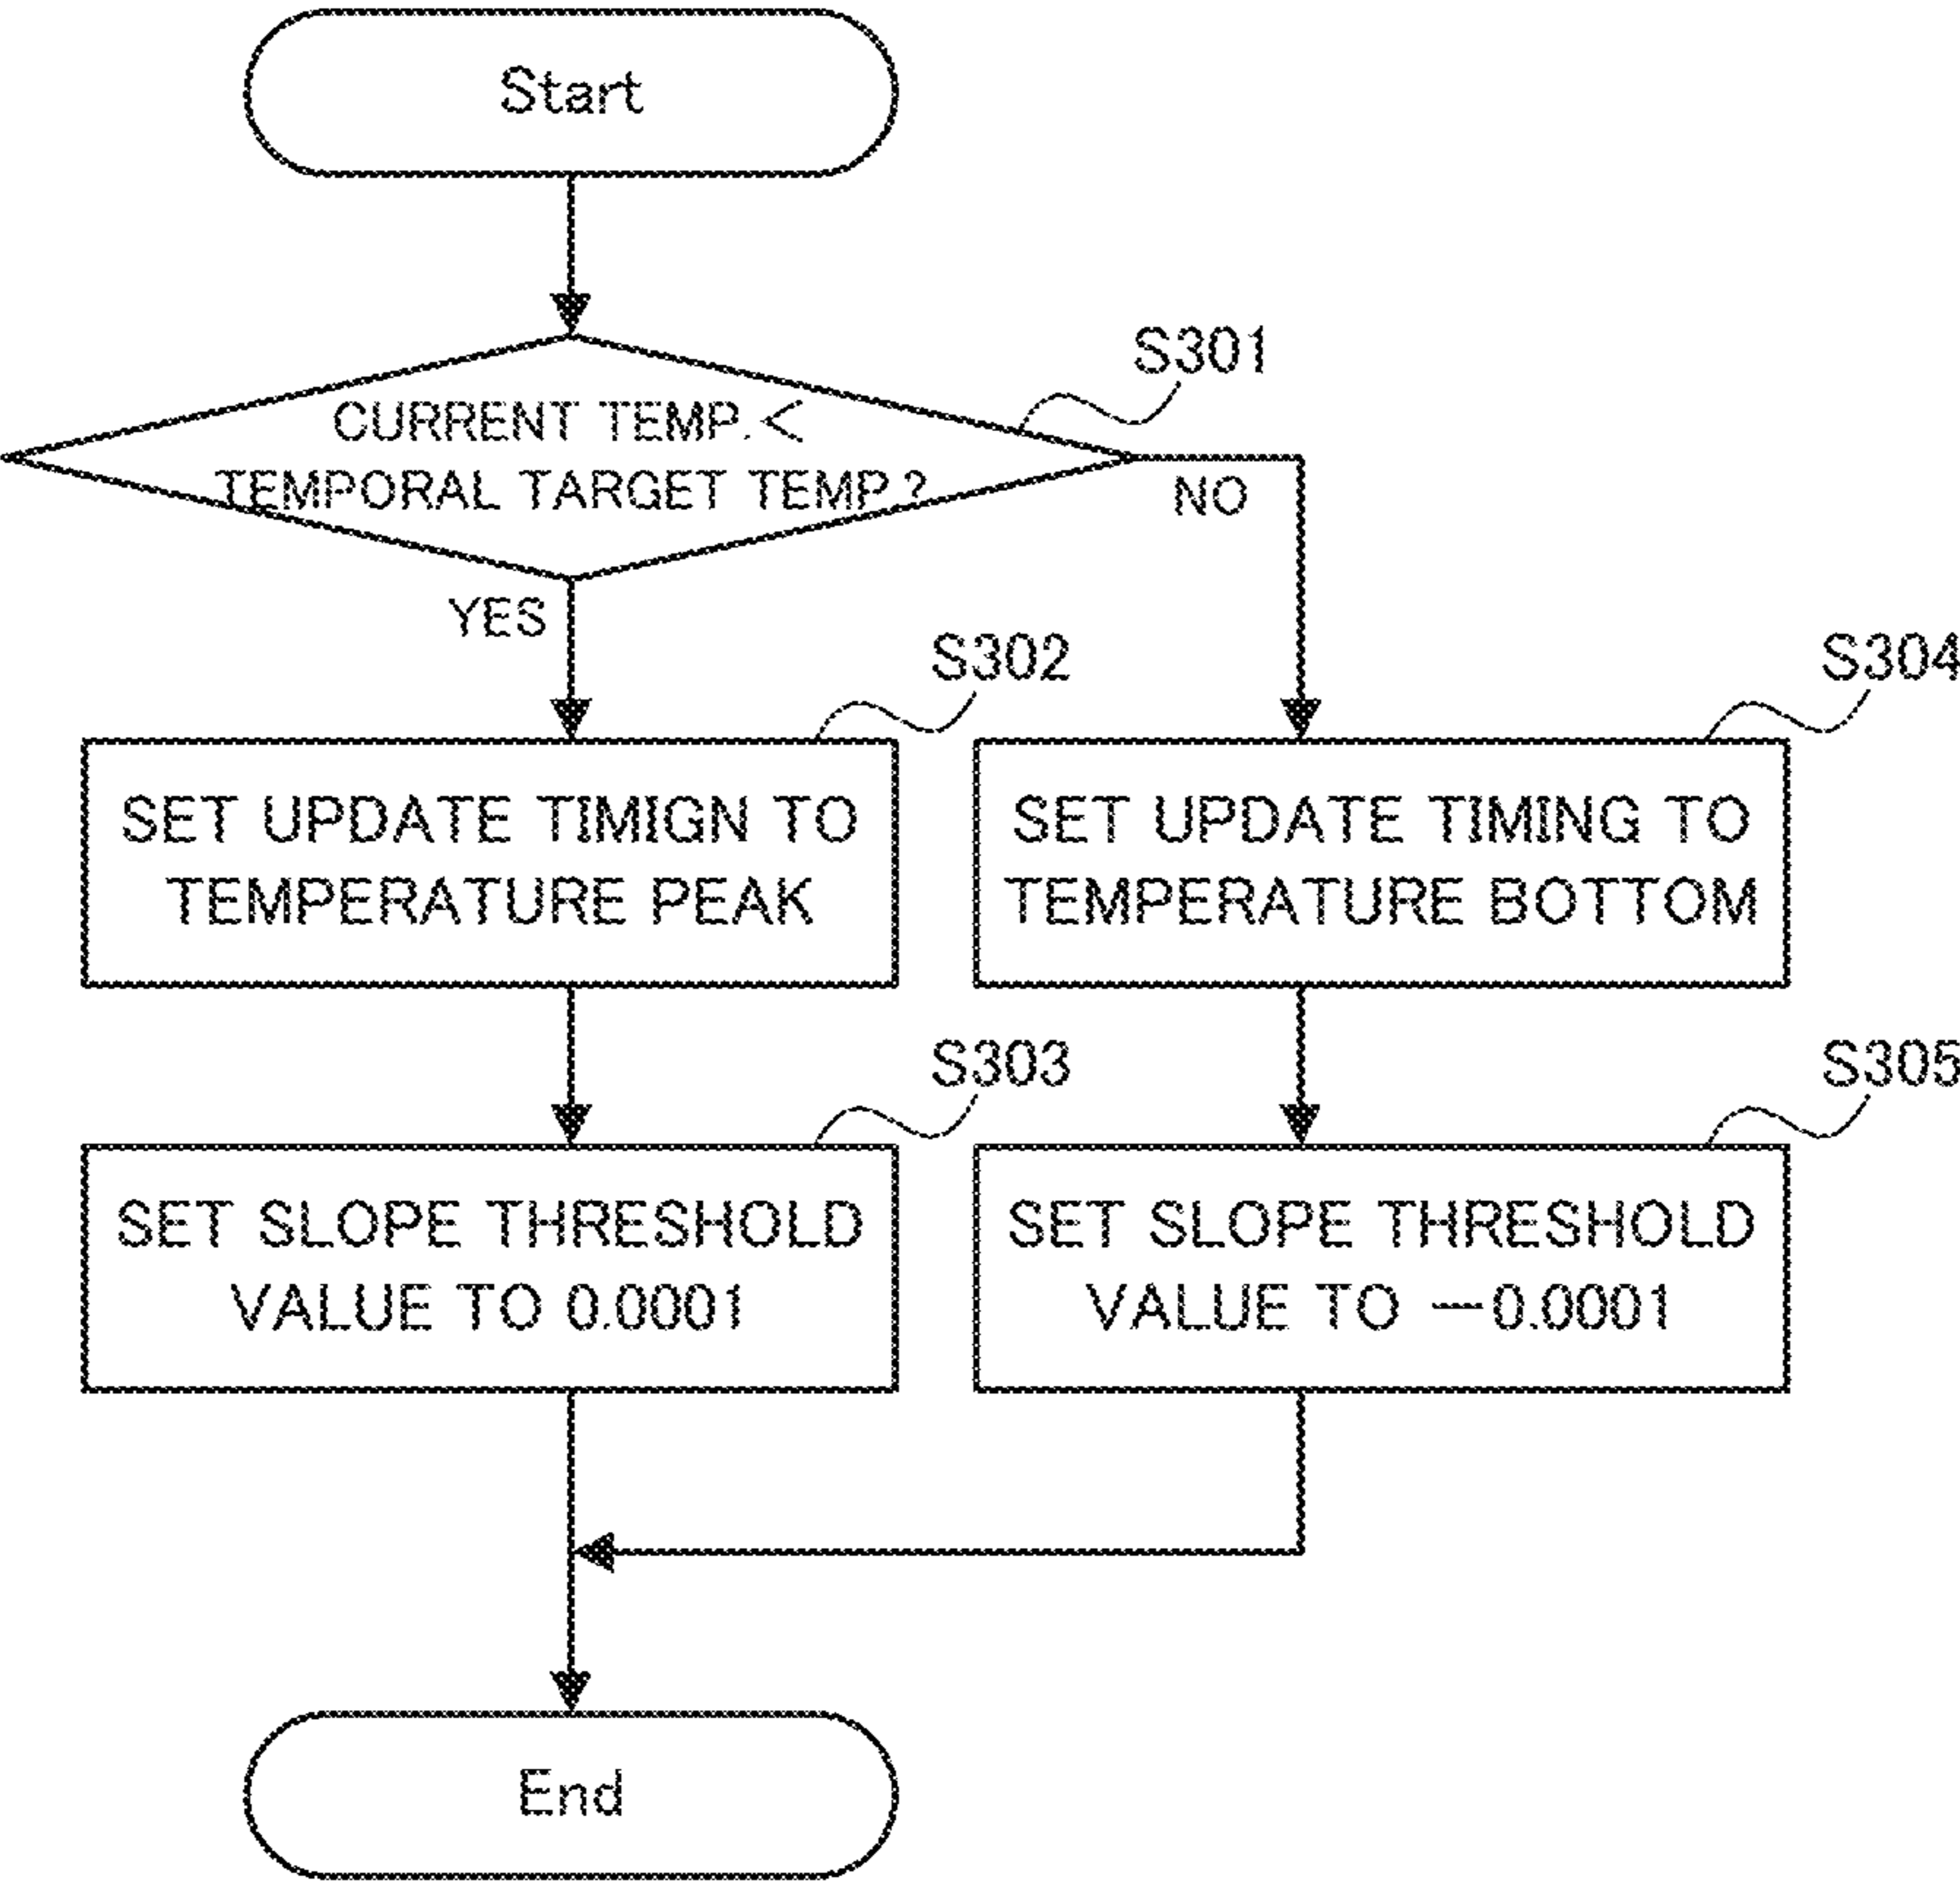 Start
S301
CURRENT TEMP.<
TEMPORAL TARGET TEMP?
NO
YES
S302
SET UPDATE TIMIGN TO
TEMPERATURE PEAK
S304
SET UPDATE TIMING TO
TEMPERATURE BOTTOM
S303
SET SLOPE THRESHOLD
VALUE TO 0.0001
S305
SET SLOPE THRESHOLD
VALUE TO −0.0001
End